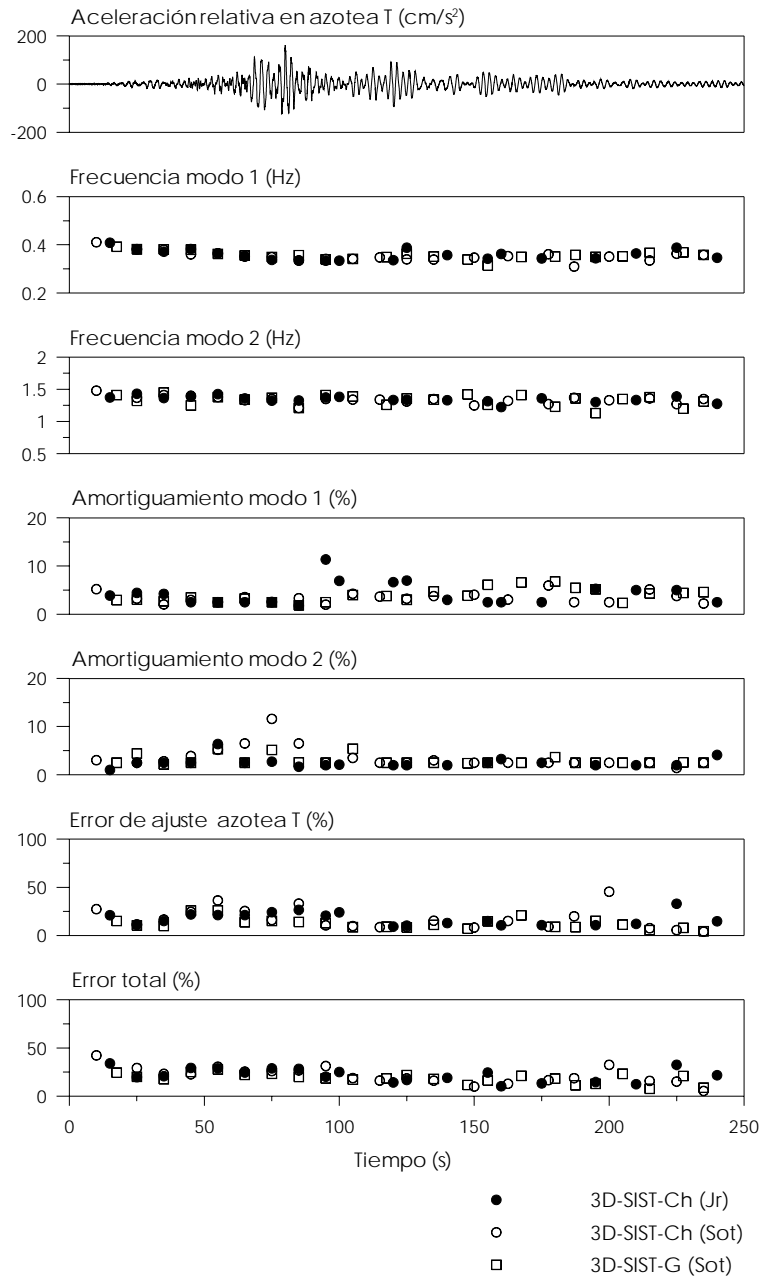 Aceleración relativa en azotea T (cm/s²)
200
0
-200
Frecuencia modo 1 (Hz)
0.6
0.4
0.2
Frecuencia modo 2 (Hz)
2
1.5
1
0.5
Amortiguamiento modo 1 (%)
20
10
0
Amortiguamiento modo 2 (%)
20
10
0
Error de ajuste azotea T (%)
100
50
0
Error total (%)
100
50
0
0 50 100 150 200 250
Tiempo (s)
3D-SIST-Ch (Jr)
3D-SIST-Ch (Sot)
3D-SIST-G (Sot)